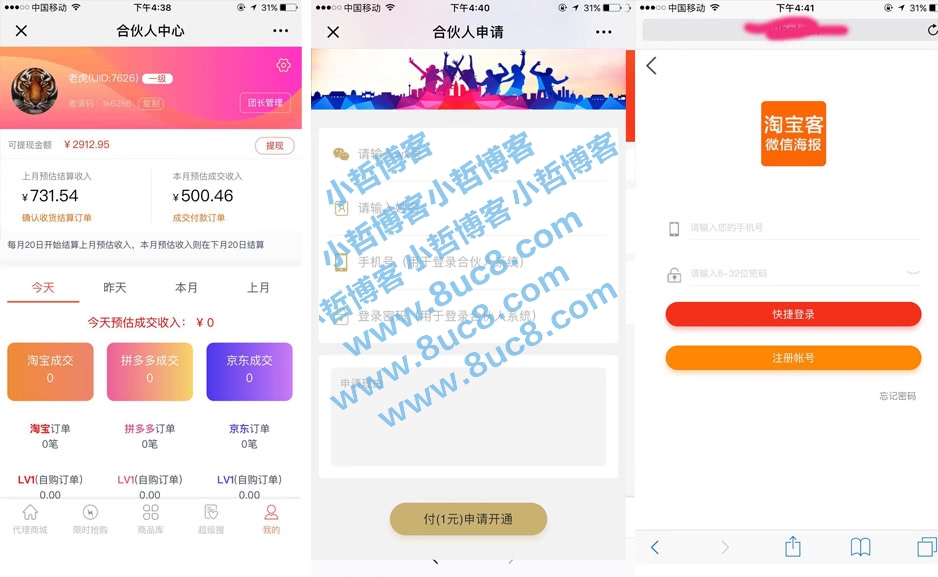 ●●●○○ 中国移动 下午4:38 31%
合伙人中心
老虎(UID:7626) 一级
邀请码：1k5286 复制
团长管理
可提现金额 ￥2912.95 提现
上月预估结算收入 本月预估成交收入
¥731.54 ¥500.46
确认收货结算订单 成交付款订单
每月20日开始结算上月预估收入，本月预估收入则在下月20日结算
今天 昨天 本月 上月
今天预估成交收入：￥0
淘宝成交 拼多多成交 京东成交
0 0 0
淘宝订单 拼多多订单 京东订单
0笔 0笔 0笔
LV1(自购订单) LV1(自购订单) LV1(自购订单)
0.00 0.00 0.00
代理商城 限时抢购 商品库 超级搜 我的
●●●○○ 中国移动 下午4:40 31%
合伙人申请
请输
请输入姓
手机号（用于登录合伙人系统）
登录密码（用于登录合伙人系统）
申请理由
付(1元)申请开通
小哲博客
小哲博客 小哲博客 小哲博客
小哲博客 www.8uc8.com
www.8uc8.com
www.8uc8.com
●●●○○ 中国移动 下午4:41 31%
淘宝客
微信海报
请输入您的手机号
请输入6~32位密码
快捷登录
注册帐号
忘记密码